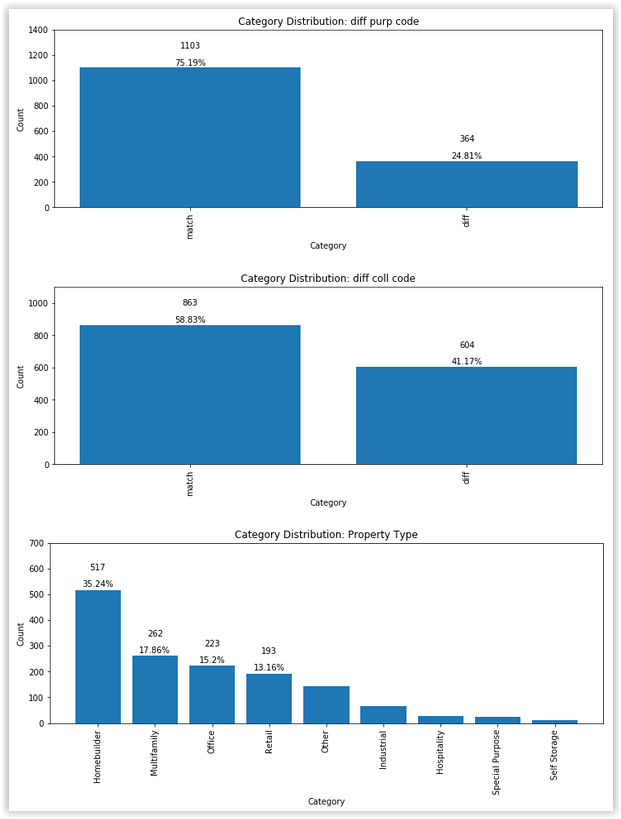 Category Distribution: diff purp code
1400
1200
1000
800
600
400
200
0
Count
1103
75.19%
364
24.81%
match
diff
Category
Category Distribution: diff coll code
1000
800
600
400
200
0
Count
863
58.83%
604
41.17%
match
diff
Category
Category Distribution: Property Type
700
600
500
400
300
200
100
0
Count
517
35.24%
262
17.86%
223
15.2%
193
13.16%
Homebuilder
Multifamily
Office
Retail
Other
Industrial
Hospitality
Special Purpose
Self Storage
Category